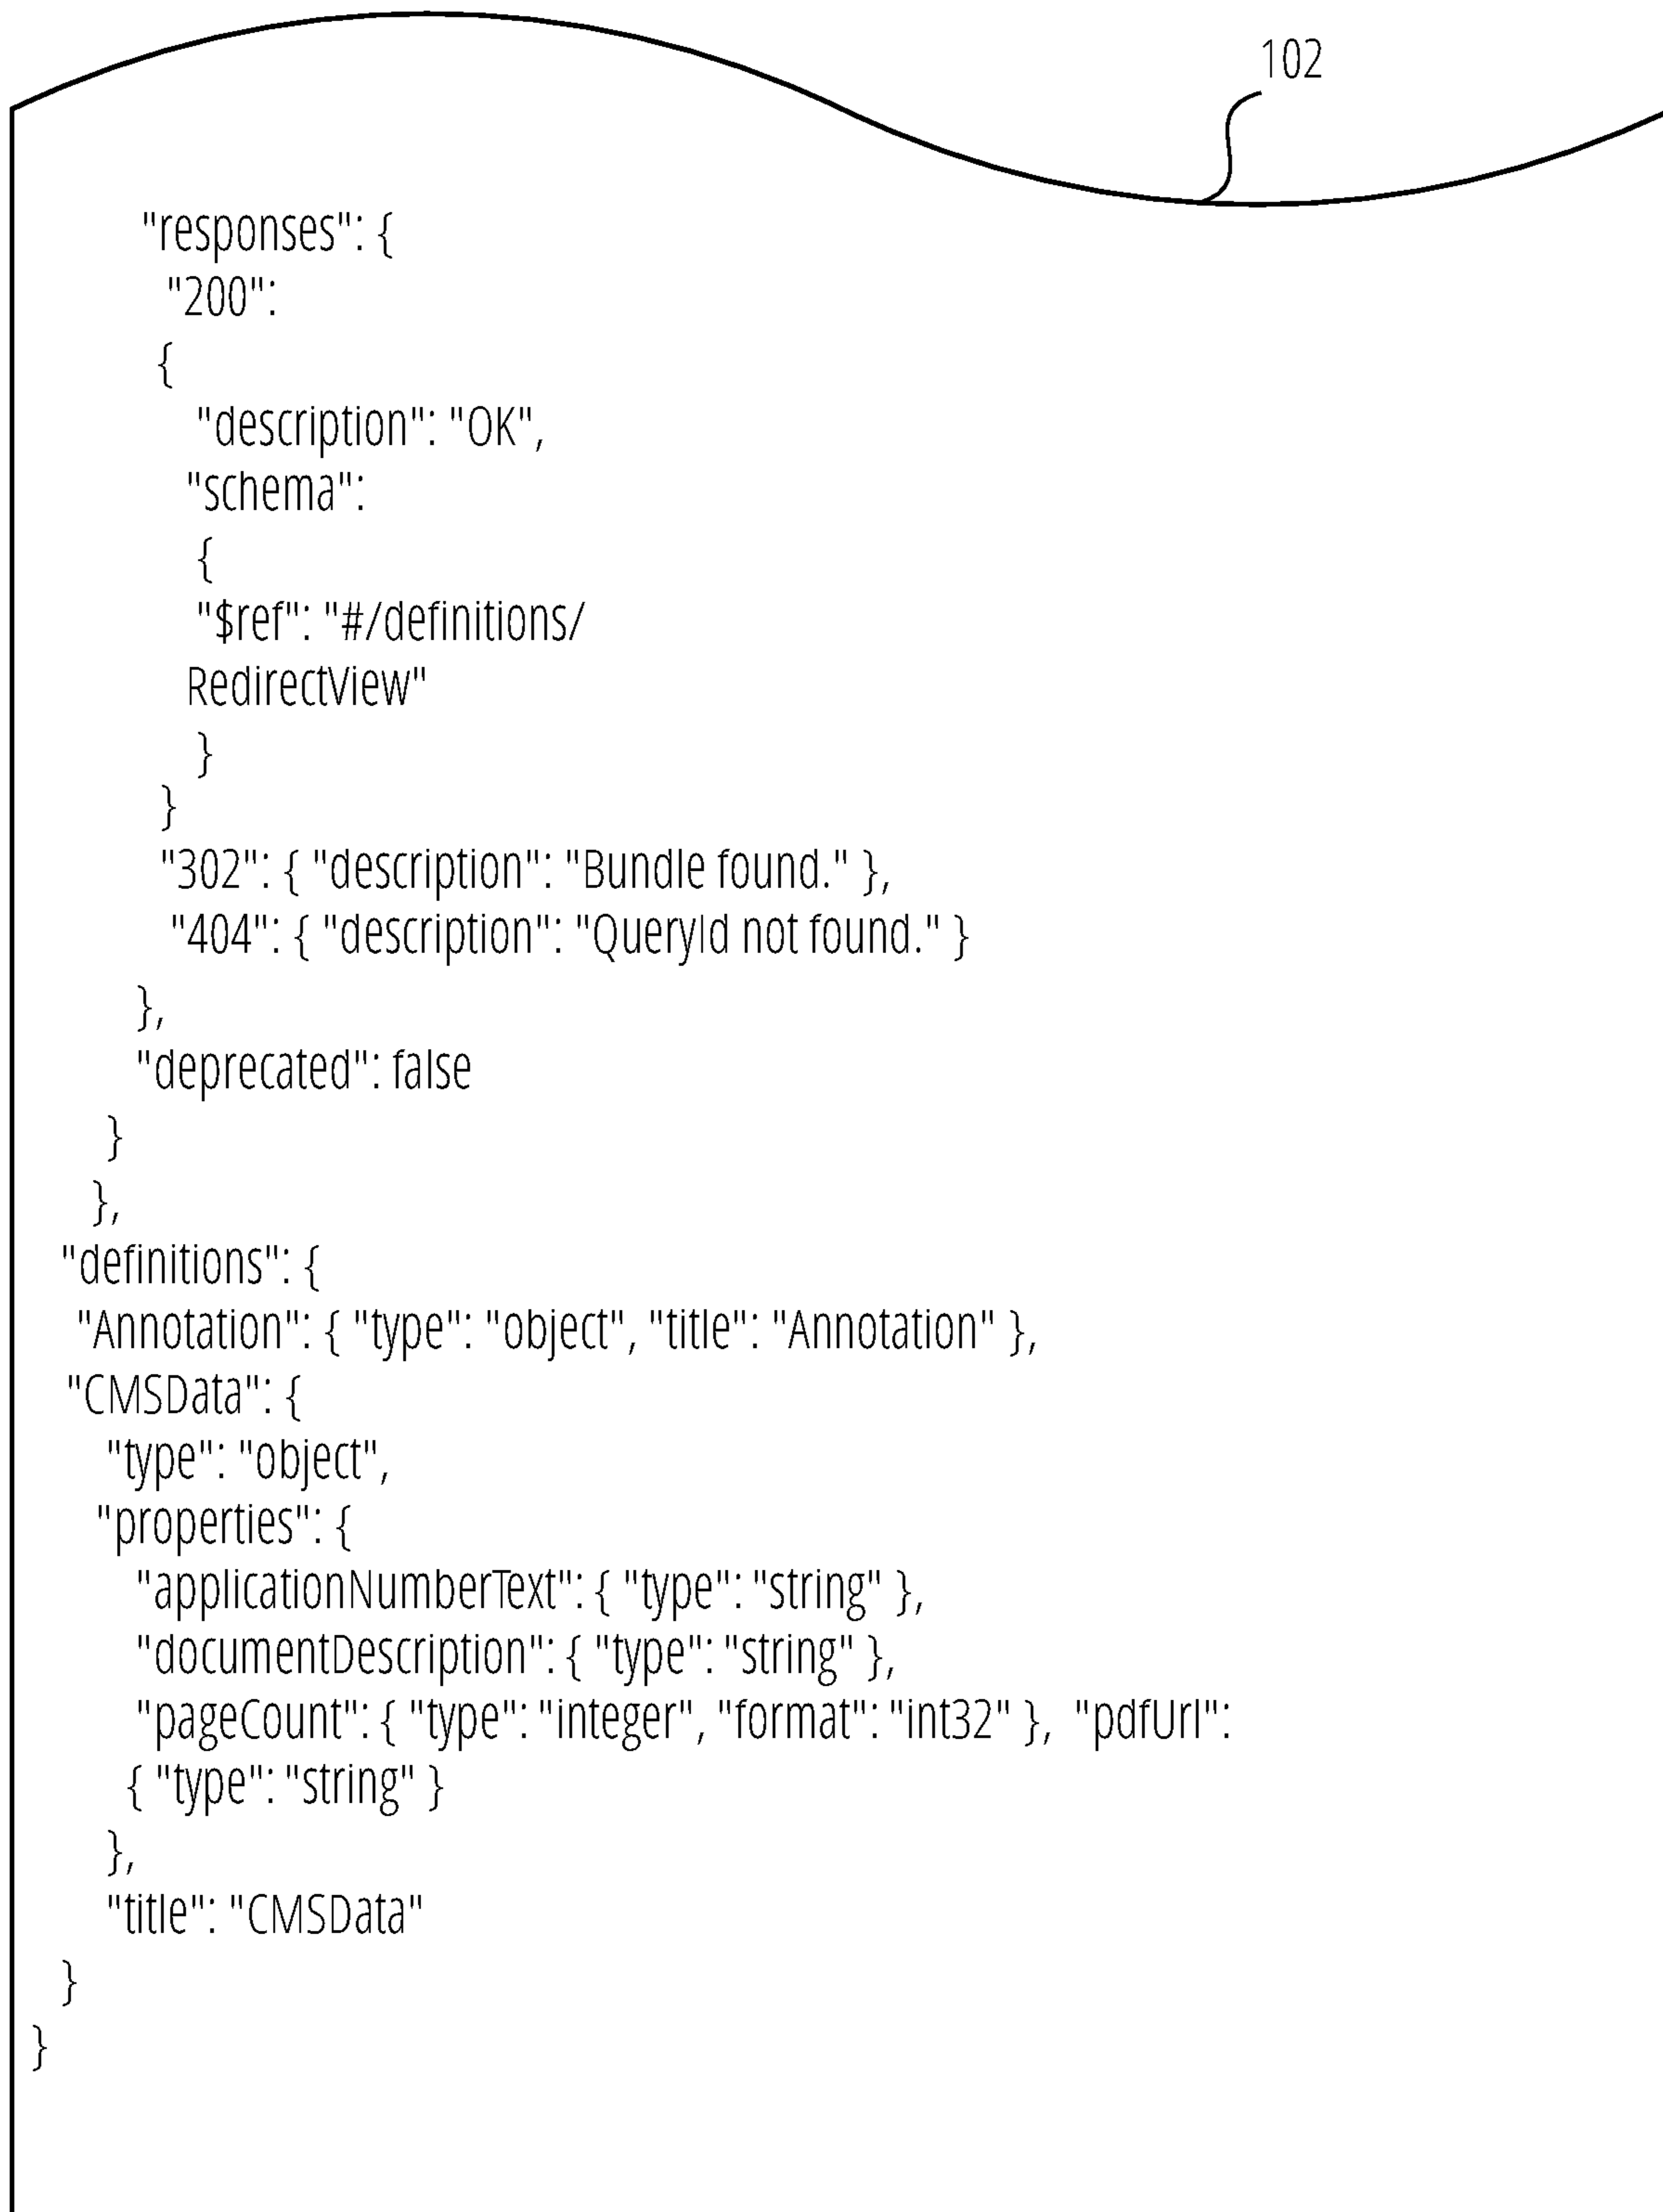 102
"responses": {
"200":
{
"description": "OK",
"schema":
{
"$ref": "#/definitions/
RedirectView"
}
}
"302": { "description": "Bundle found." },
"404": { "description": "QueryId not found." }
},
"deprecated": false
}
},
"definitions": {
"Annotation": { "type": "object", "title": "Annotation" },
"CMSData": {
"type": "object",
"properties": {
"applicationNumberText": { "type": "string" },
"documentDescription": { "type": "string" },
"pageCount": { "type": "integer", "format": "int32" }, "pdfUrl":
{ "type": "string" }
},
"title": "CMSData"
}
}